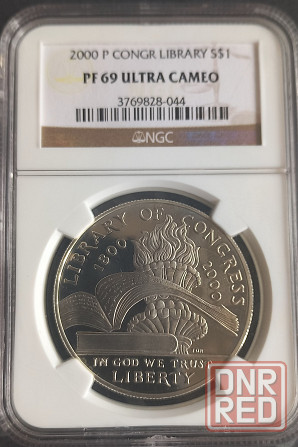 2000 P CONGR LIBRARY S$1
PF 69 ULTRA CAMEO
3769828-044
NGC
LIBRARY OF CONGRESS
1800
2000
IN GOD WE TRUST
LIBERTY
DNR
RED